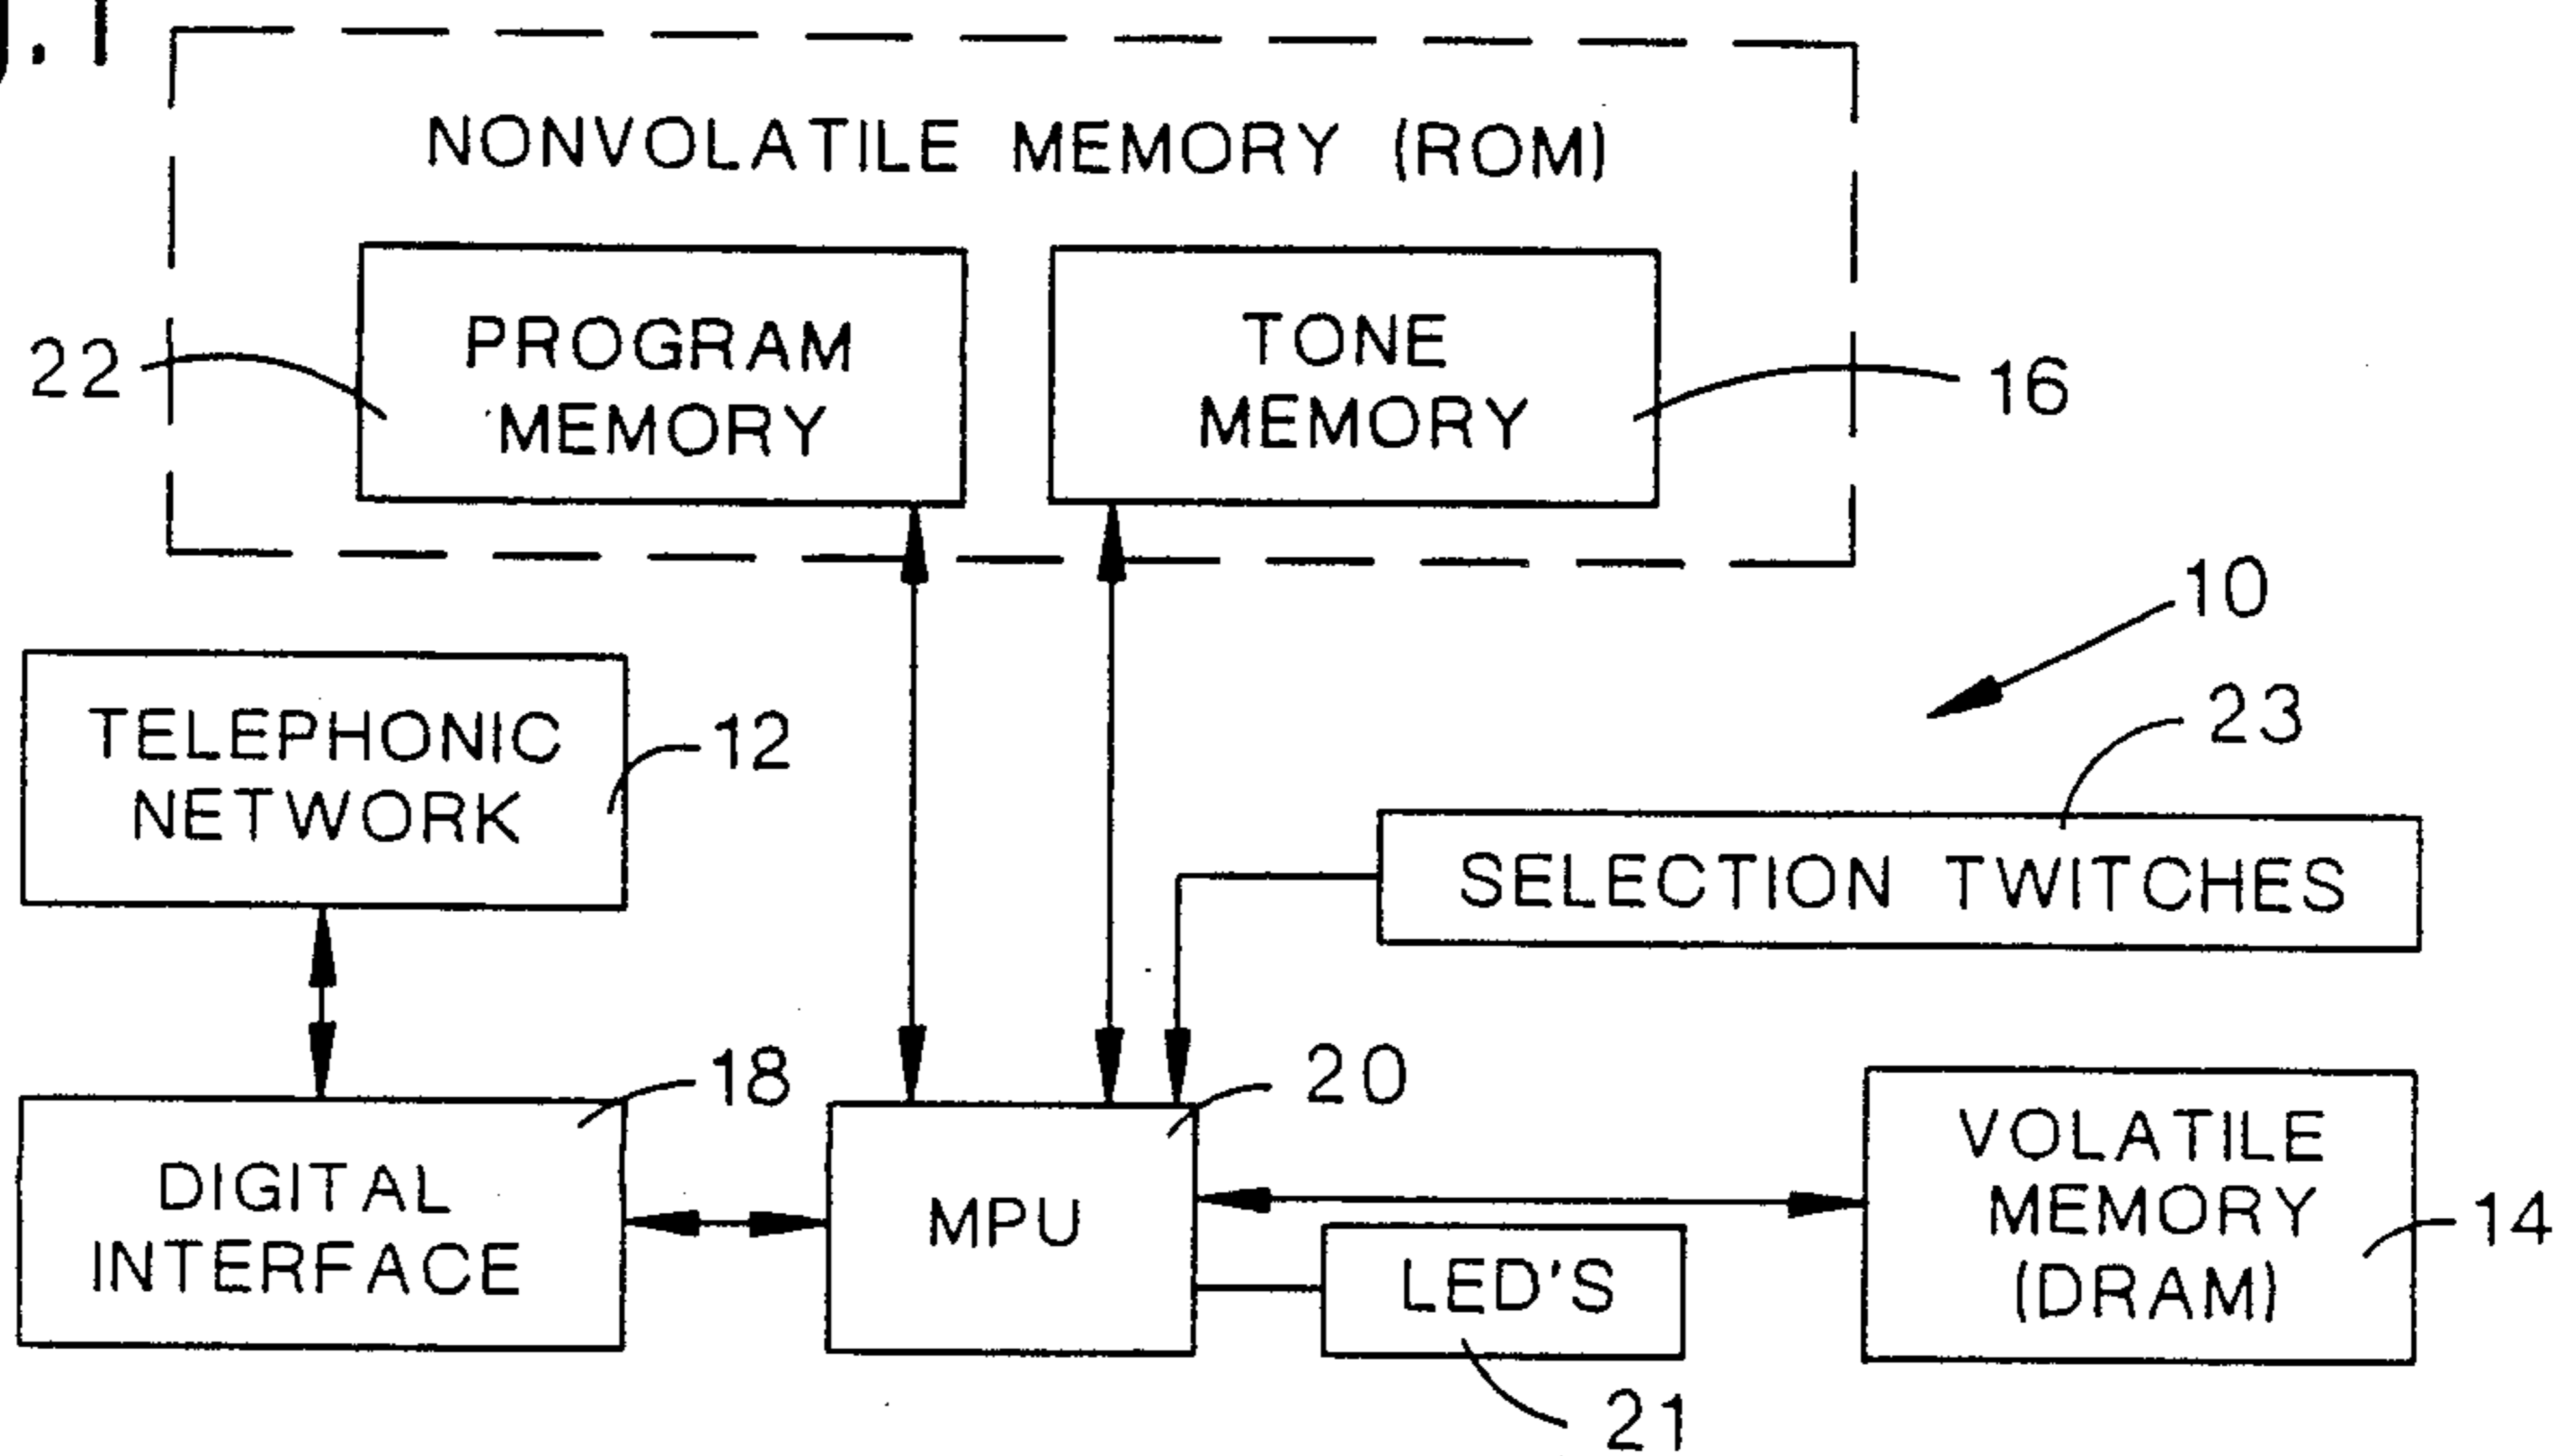 NONVOLATILE MEMORY (ROM)
PROGRAM
MEMORY
TONE
MEMORY
22
16
10
TELEPHONIC
NETWORK
12
23
SELECTION TWITCHES
18
20
DIGITAL
INTERFACE
MPU
LED'S
21
VOLATILE
MEMORY
(DRAM)
14